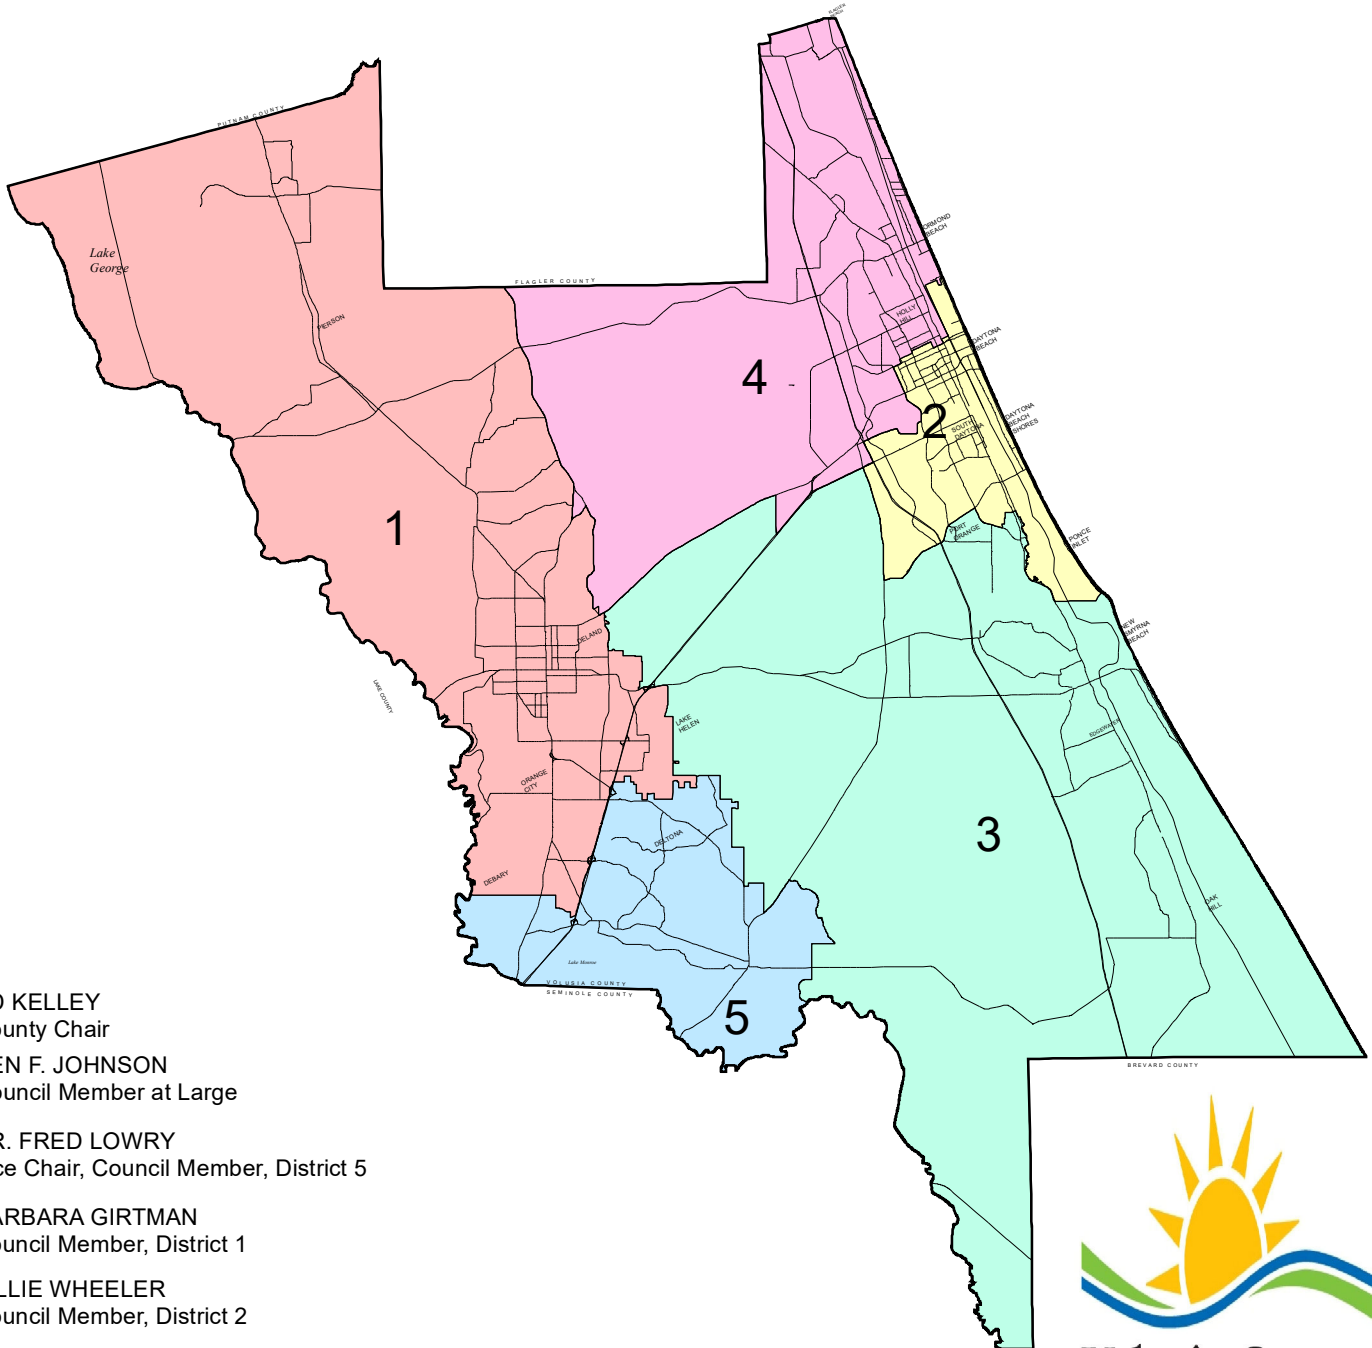 FLAGLER
BEACH
PUTNAM COUNTY
Lake
George
ORMOND
BEACH
FLAGLER COUNTY
PIERSON
HOLLY
HILL
DAYTONA
BEACH
4
2
DAYTONA
BEACH
SHORES
SOUTH
DAYTONA
1
PORT
ORANGE
PONCE
INLET
NEW
SMYRNA
BEACH
DELAND
LAKE COUNTY
LAKE
HELEN
EDGEWATER
ORANGE
CITY
DELTONA
3
DEBARY
OAK
HILL
Lake Monroe
VOLUSIA COUNTY
SEMINOLE COUNTY
5
BREVARD COUNTY
D KELLEY
ounty Chair
EN F. JOHNSON
ouncil Member at Large
R. FRED LOWRY
ce Chair, Council Member, District 5
ARBARA GIRTMAN
ouncil Member, District 1
LLIE WHEELER
ouncil Member, District 2